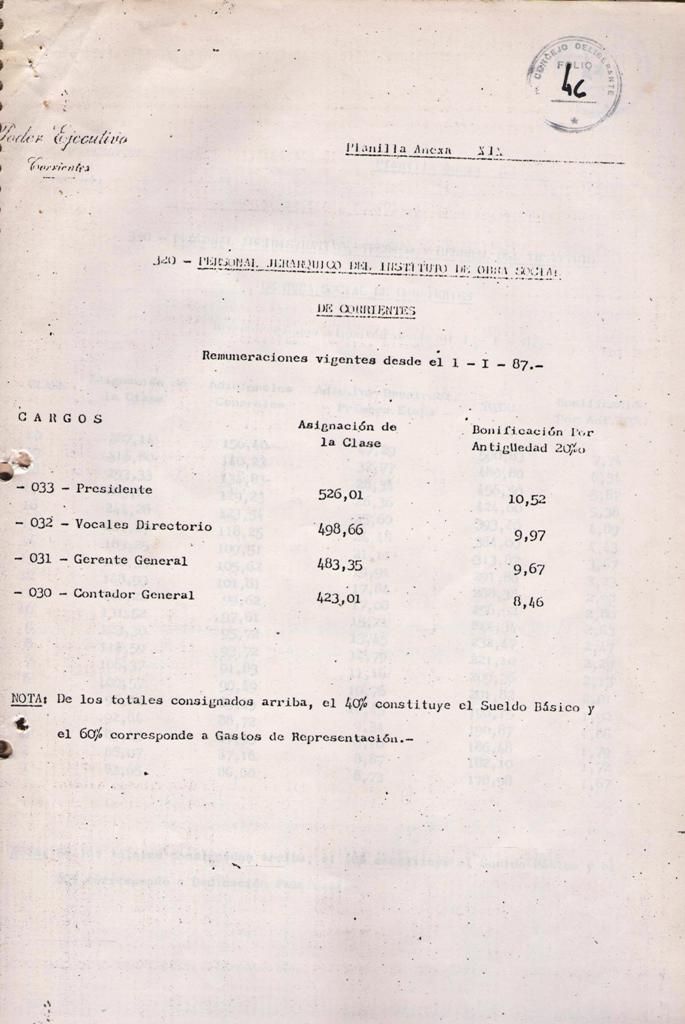 CONCEJO DELIBERANTE
FOLIO
46
Poder Ejecutivo
Corrientes
Planilla Anexa XIX
320 - PERSONAL JERARQUICO DEL INSTITUTO DE OBRA SOCIAL
DE CORRIENTES
Remuneraciones vigentes desde el 1 - I - 87.-
CARGOS
Asignación de
la Clase
Bonificación Por
Antigüedad 20%o
- 033 - Presidente 526,01 10,52
- 032 - Vocales Directorio 498,66 9,97
- 031 - Gerente General 483,35 9,67
- 030 - Contador General 423,01 8,46
NOTA: De los totales consignados arriba, el 40% constituye el Sueldo Básico y
el 60% corresponde a Gastos de Representación.-